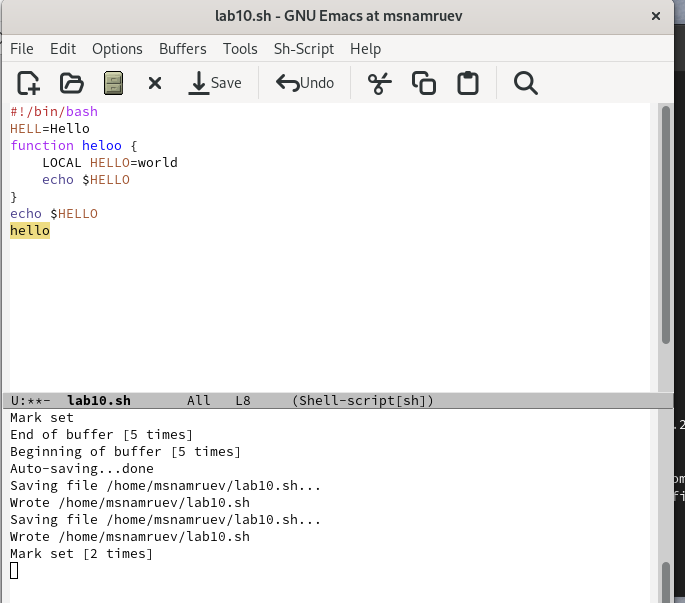 lab10.sh - GNU Emacs at msnamruev
×
File Edit Options Buffers Tools Sh-Script Help
Save Undo
#!/bin/bash
HELL=Hello
function heloo {
    LOCAL HELLO=world
    echo $HELLO
}
echo $HELLO
hello
U:**-  lab10.sh       All   L8     (Shell-script[sh])
Mark set
End of buffer [5 times]
Beginning of buffer [5 times]
Auto-saving...done
Saving file /home/msnamruev/lab10.sh...
Wrote /home/msnamruev/lab10.sh
Saving file /home/msnamruev/lab10.sh...
Wrote /home/msnamruev/lab10.sh
Mark set [2 times]